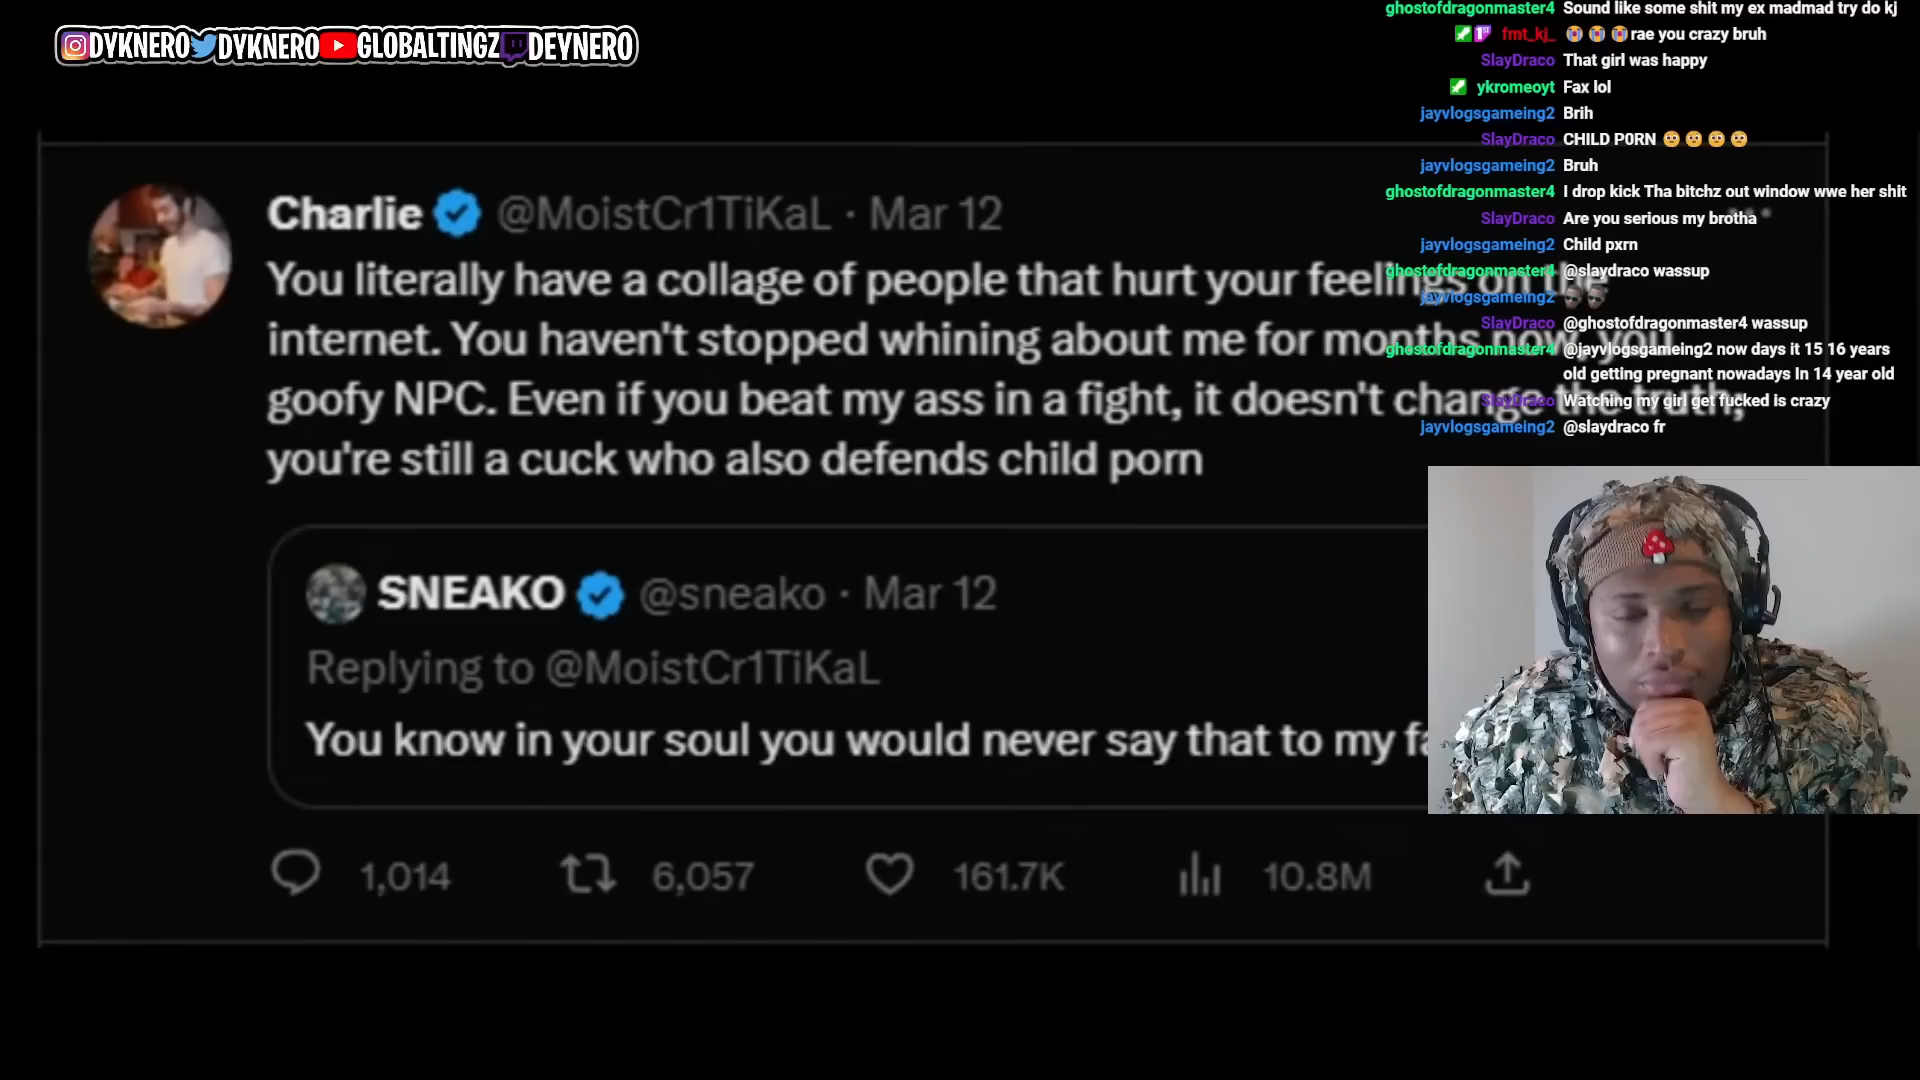 DYKNERO DYKNERO GLOBALTINGZ DEYNERO
Charlie @MoistCr1TiKaL · Mar 12
You literally have a collage of people that hurt your feelings on the
internet. You haven't stopped whining about me for months now, you
goofy NPC. Even if you beat my ass in a fight, it doesn't change the truth,
you're still a cuck who also defends child porn
SNEAKO @sneako · Mar 12
Replying to @MoistCr1TiKaL
You know in your soul you would never say that to my
1,014 6,057 161.7K 10.8M
ghostofdragonmaster4 Sound like some shit my ex madmad try do kj
fmt_kj_ rae you crazy bruh
SlayDraco That girl was happy
ykromeoyt Fax lol
jayvlogsgameing2 Brih
SlayDraco CHILD P0RN 🥺🥺🥺🥺
jayvlogsgameing2 Bruh
ghostofdragonmaster4 I drop kick Tha bitchz out window wwe her shit
SlayDraco Are you serious my brotha
jayvlogsgameing2 Child pxrn
ghostofdragonmaster4 @slaydraco wassup
jayvlogsgameing2
SlayDraco @ghostofdragonmaster4 wassup
ghostofdragonmaster4 @jayvlogsgameing2 now days it 15 16 years
old getting pregnant nowadays In 14 year old
SlayDraco Watching my girl get fucked is crazy
jayvlogsgameing2 @slaydraco fr